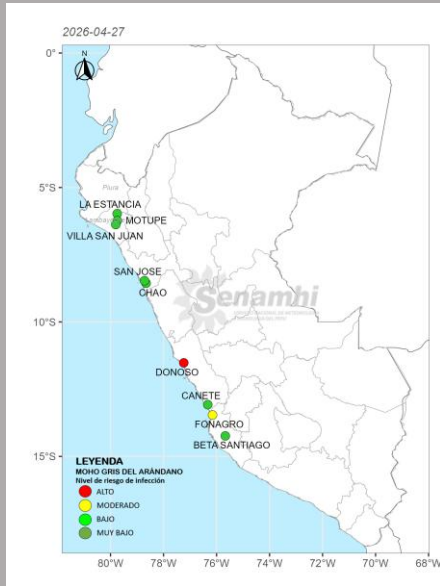 2026-04-27
N
0°
5°S
10°S
15°S
Piura
LA ESTANCIA
MOTUPE
VILLA SAN JUAN
SAN JOSE
CHAO
Senamhi
DONOSO
CANETE
FONAGRO
BETA SANTIAGO
LEYENDA
MOHO GRIS DEL ARÁNDANO
Nivel de riesgo de infección
ALTO
MODERADO
BAJO
MUY BAJO
80°W 78°W 76°W 74°W 72°W 70°W 68°W